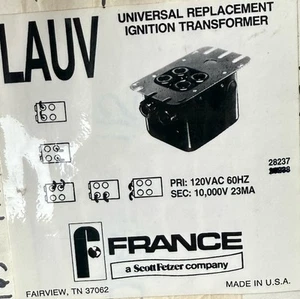 LAUV
UNIVERSAL REPLACEMENT
IGNITION TRANSFORMER
28237
PRI: 120VAC 60HZ
SEC: 10,000V 23MA
FRANCE
a Scott Fetzer company
FAIRVIEW, TN 37062
MADE IN U.S.A.